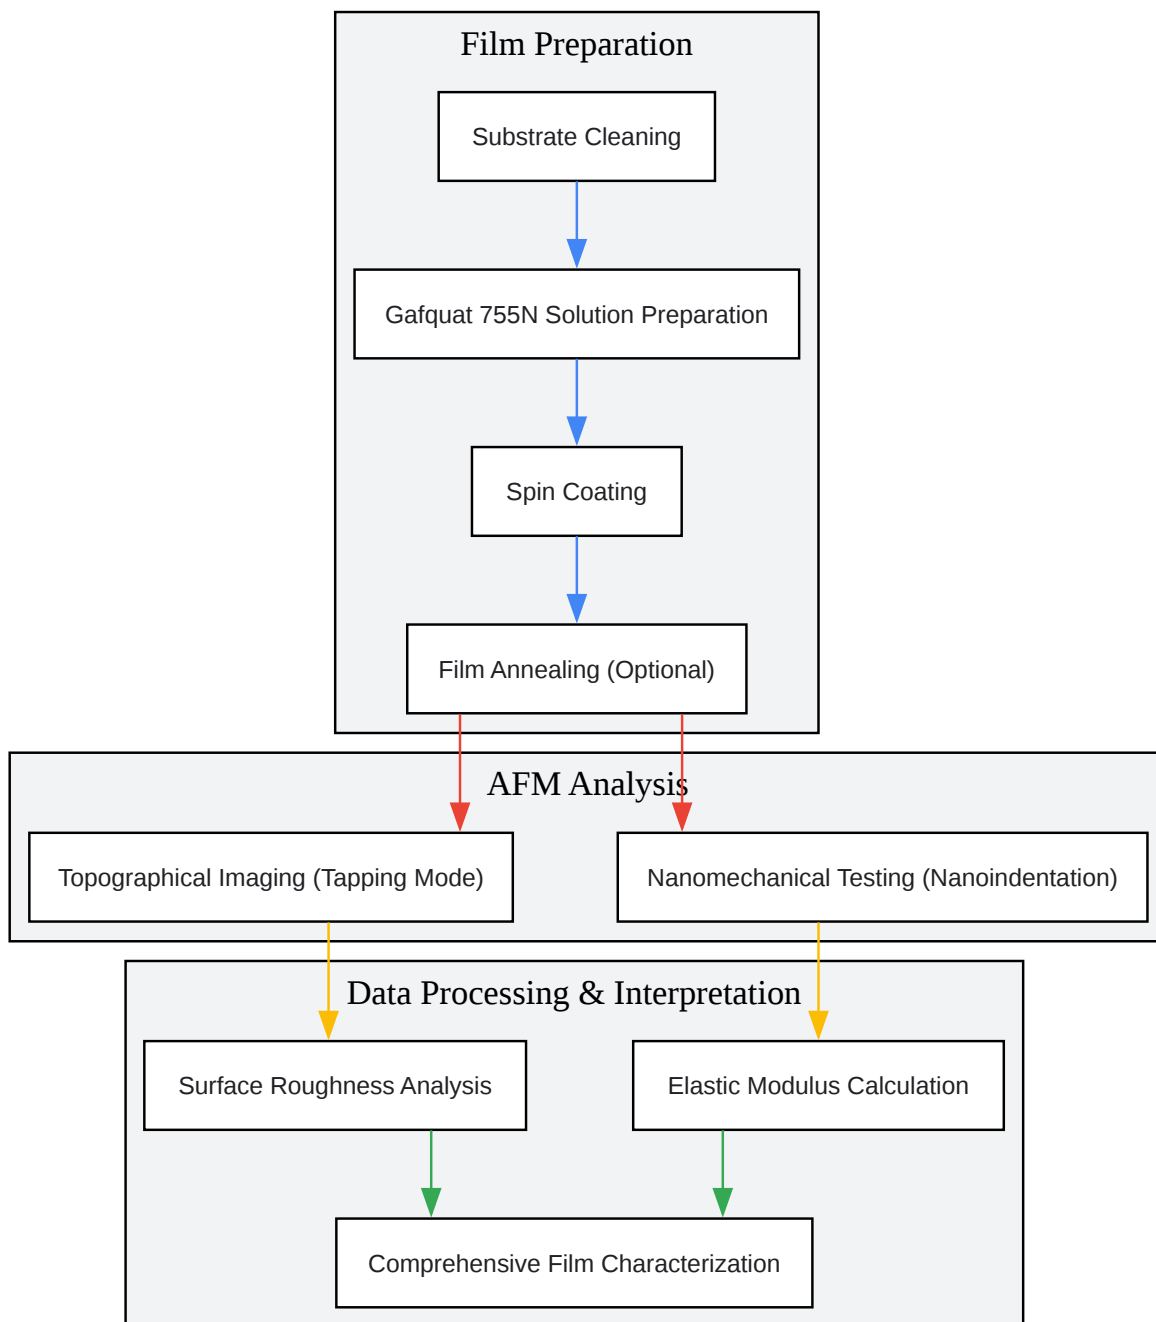 Film Preparation
Substrate Cleaning
Gafquat 755N Solution Preparation
Spin Coating
Film Annealing (Optional)
AFM Analysis
Topographical Imaging (Tapping Mode)
Nanomechanical Testing (Nanoindentation)
Data Processing & Interpretation
Surface Roughness Analysis
Elastic Modulus Calculation
Comprehensive Film Characterization